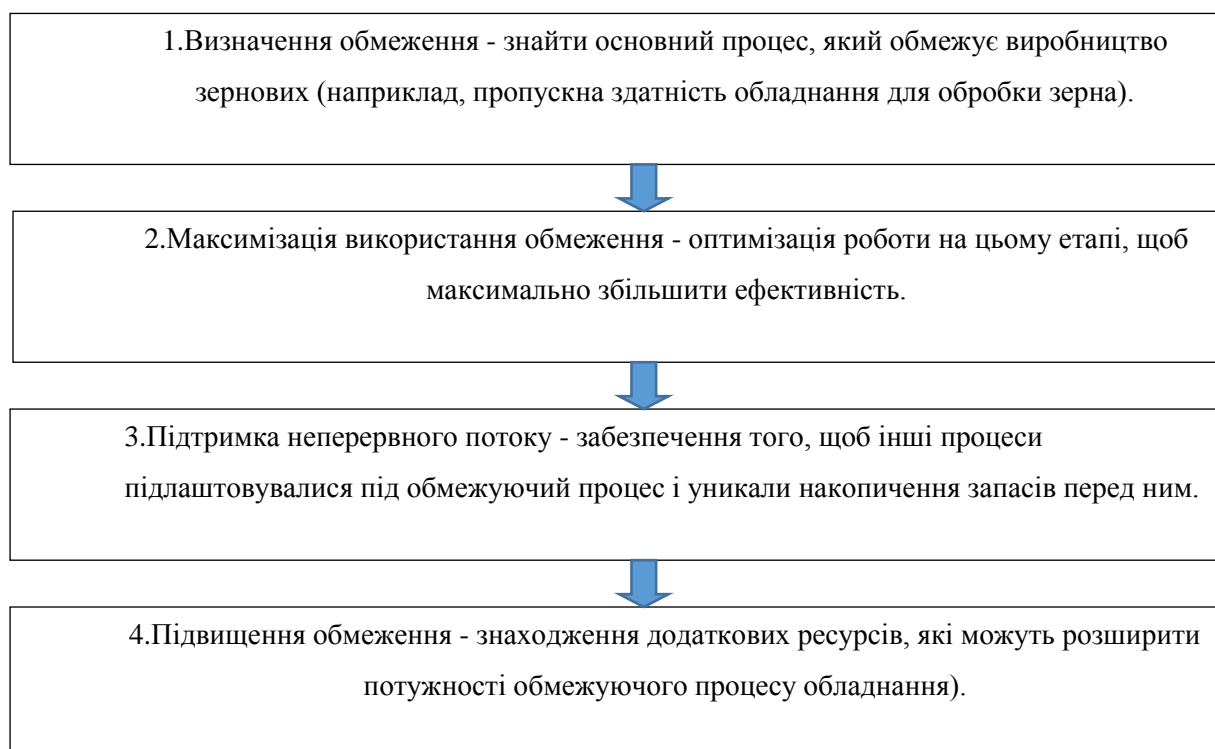 1.Визначення обмеження - знайти основний процес, який обмежує виробництво
зернових (наприклад, пропускна здатність обладнання для обробки зерна).
2.Максимізація використання обмеження - оптимізація роботи на цьому етапі, щоб
максимально збільшити ефективність.
3.Підтримка неперервного потоку - забезпечення того, щоб інші процеси
підлаштовувалися під обмежуючий процес і уникали накопичення запасів перед ним.
4.Підвищення обмеження - знаходження додаткових ресурсів, які можуть розширити
потужності обмежуючого процесу обладнання).